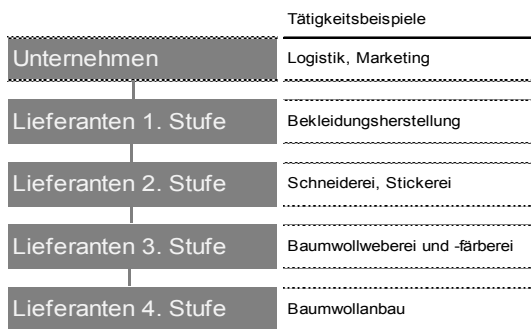 Tätigkeitsbeispiele
Unternehmen
Logistik, Marketing
Lieferanten 1. Stufe
Bekleidungsherstellung
Lieferanten 2. Stufe
Schneiderei, Stickerei
Lieferanten 3. Stufe
Baumwollweberei und -färberei
Lieferanten 4. Stufe
Baumwollanbau